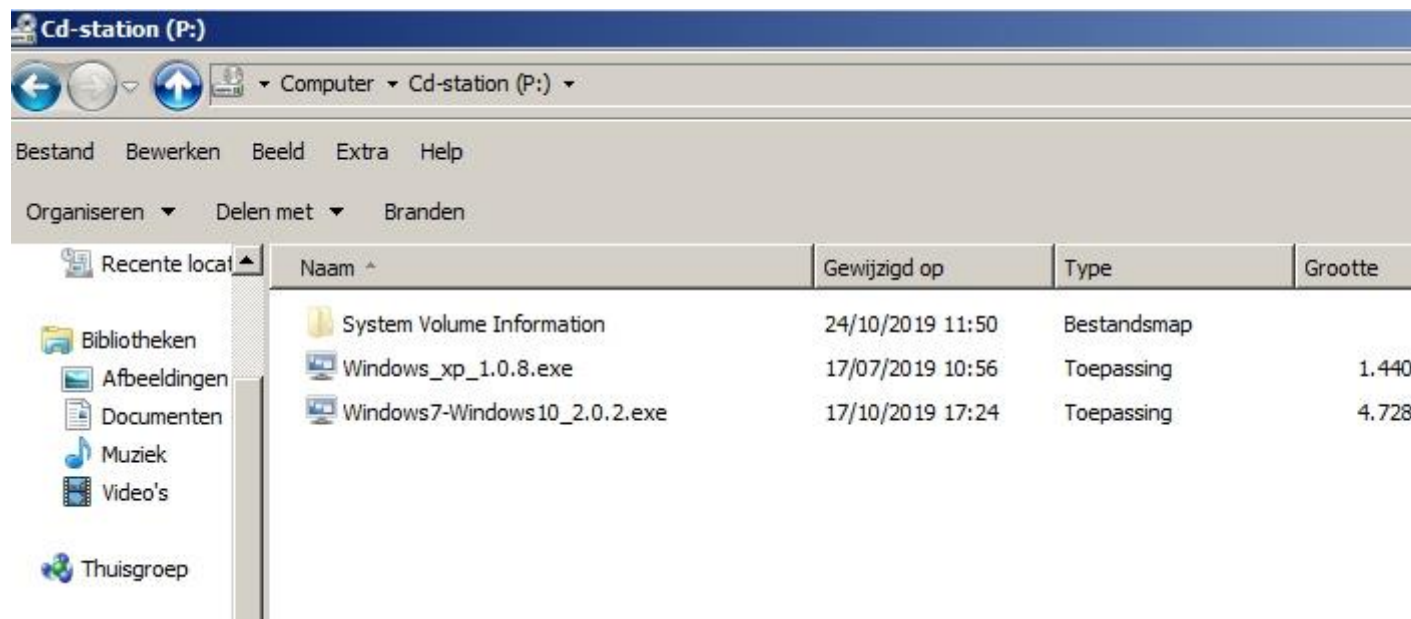 Cd-station (P:)
Computer Cd-station (P:)
Bestand Bewerken Beeld Extra Help
Organiseren Delen met Branden
Recente locat
Naam Gewijzigd op Type Grootte
System Volume Information 24/10/2019 11:50 Bestandsmap
Windows_xp_1.0.8.exe 17/07/2019 10:56 Toepassing 1.440
Windows7-Windows10_2.0.2.exe 17/10/2019 17:24 Toepassing 4.728
Bibliotheken
Afbeeldingen
Documenten
Muziek
Video's
Thuisgroep